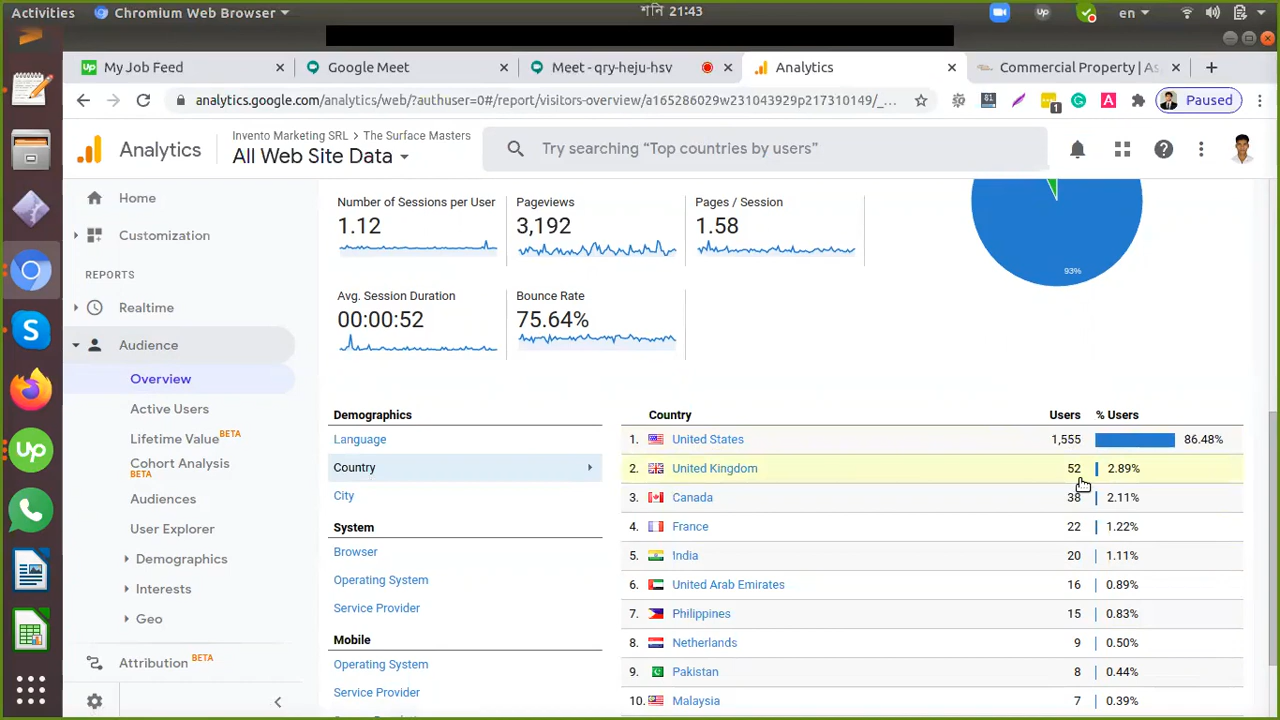 Activities
Chromium Web Browser
শনি 21:43
en
My Job Feed
Google Meet
Meet - qry-heju-hsv
Analytics
Commercial Property | As
analytics.google.com/analytics/web/?authuser=0#/report/visitors-overview/a165286029w231043929p217310149/_...
1
Paused
Analytics
Invento Marketing SRL > The Surface Masters
All Web Site Data
Try searching “Top countries by users”
Home
Customization
REPORTS
Realtime
Audience
Overview
Active Users
Lifetime Value BETA
Cohort Analysis
BETA
Audiences
User Explorer
Demographics
Interests
Geo
Attribution BETA
Number of Sessions per User
1.12
Pageviews
3,192
Pages / Session
1.58
93%
Avg. Session Duration
00:00:52
Bounce Rate
75.64%
Demographics
Language
Country
City
System
Browser
Operating System
Service Provider
Mobile
Operating System
Service Provider
Country Users % Users
1. United States 1,555 86.48%
2. United Kingdom 52 2.89%
3. Canada 38 2.11%
4. France 22 1.22%
5. India 20 1.11%
6. United Arab Emirates 16 0.89%
7. Philippines 15 0.83%
8. Netherlands 9 0.50%
9. Pakistan 8 0.44%
10. Malaysia 7 0.39%